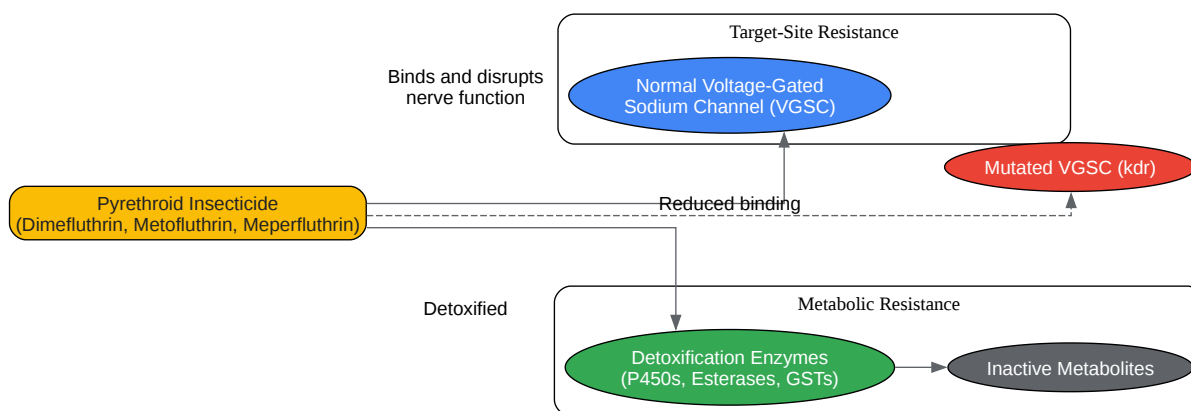 Target-Site Resistance
Binds and disrupts
nerve function
Normal Voltage-Gated
Sodium Channel (VGSC)
Mutated VGSC (kdr)
Pyrethroid Insecticide
(Dimefluthrin, Metofluthrin, Meperfluthrin)
Reduced binding
Detoxified
Metabolic Resistance
Detoxification Enzymes
(P450s, Esterases, GSTs)
Inactive Metabolites